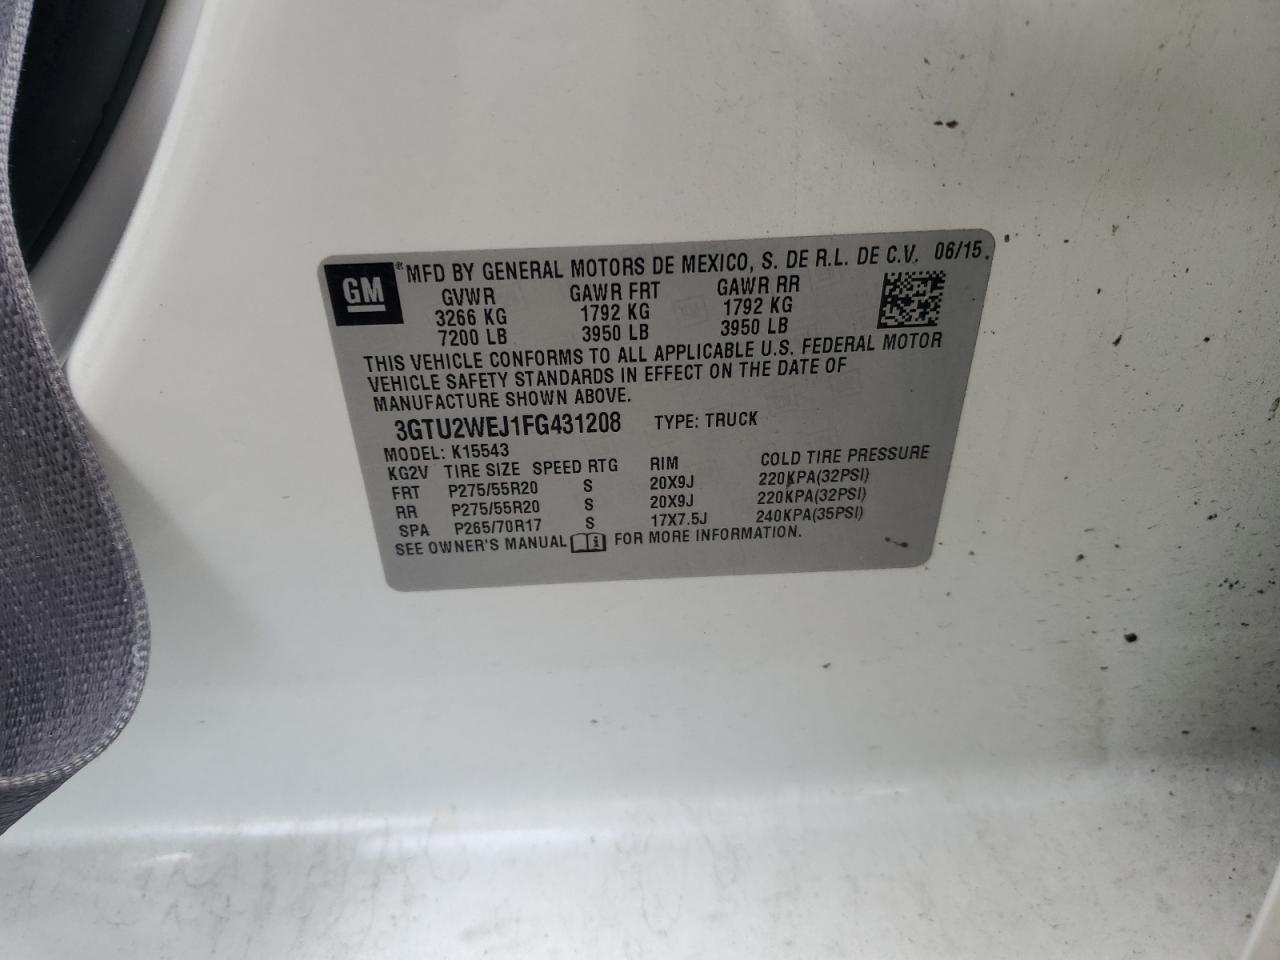 GM ® MFD BY GENERAL MOTORS DE MEXICO, S. DE R.L. DE C.V. 06/15
GVWR GAWR FRT GAWR RR
3266 KG 1792 KG 1792 KG
7200 LB 3950 LB 3950 LB
THIS VEHICLE CONFORMS TO ALL APPLICABLE U.S. FEDERAL MOTOR
VEHICLE SAFETY STANDARDS IN EFFECT ON THE DATE OF
MANUFACTURE SHOWN ABOVE.
3GTU2WEJ1FG431208 TYPE: TRUCK
MODEL: K15543
KG2V TIRE SIZE SPEED RTG RIM COLD TIRE PRESSURE
FRT P275/55R20 S 20X9J 220KPA(32PSI)
RR P275/55R20 S 20X9J 220KPA(32PSI)
SPA P265/70R17 S 17X7.5J 240KPA(35PSI)
SEE OWNER'S MANUAL i FOR MORE INFORMATION.